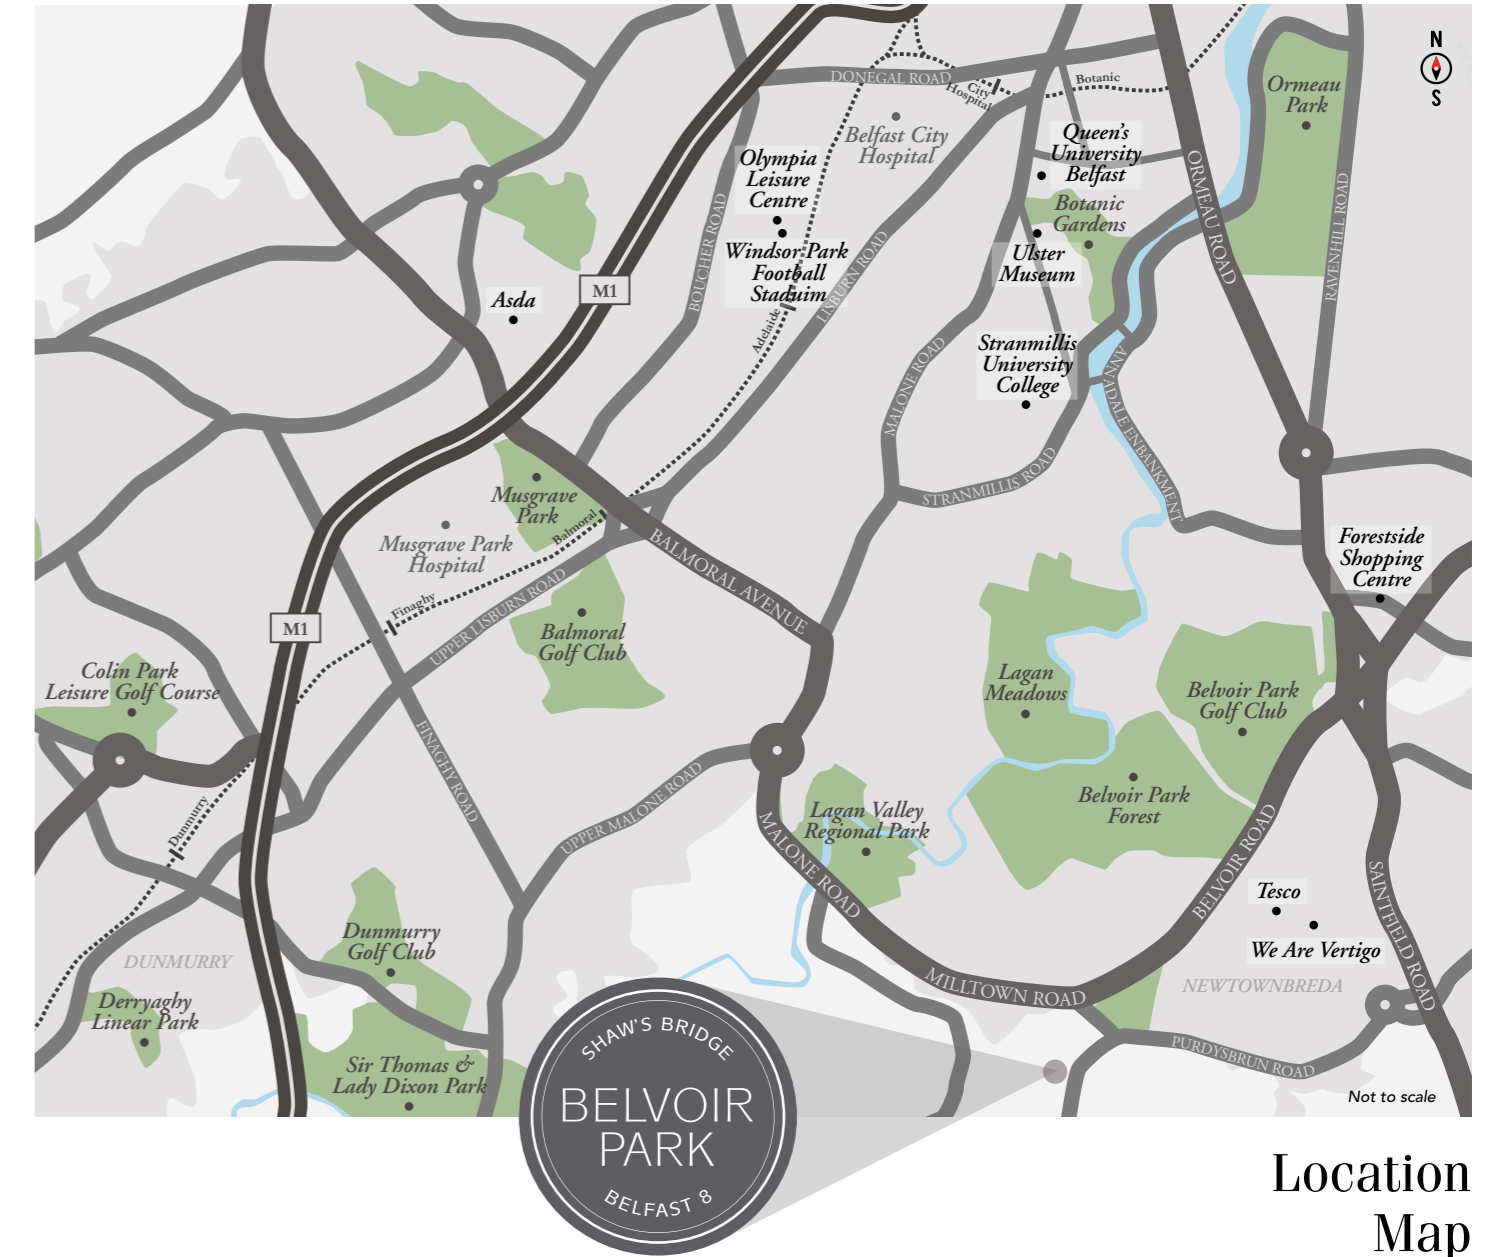 N
S
DONEGAL ROAD
City
Hospital
Botanic
Ormeau
Park
Belfast City
Hospital
Queen's
University
Belfast
Olympia
Leisure
Centre
Botanic
Gardens
ORMEAU ROAD
RAVENHILL ROAD
BOUCHER ROAD
Windsor Park
Football
Staduim
LISBURN ROAD
Ulster
Museum
M1
Asda
Adelaide
Stranmillis
University
College
MALONE ROAD
ANNADALE ENBANKMENT
STRANMILLIS ROAD
Musgrave
Park
Balmoral
Musgrave Park
Hospital
BALMORAL AVENUE
Forestside
Shopping
Centre
Finaghy
UPPER LISBURN ROAD
M1
Balmoral
Golf Club
Colin Park
Leisure Golf Course
Lagan
Meadows
Belvoir Park
Golf Club
FINAGHY ROAD
UPPER MALONE ROAD
Belvoir Park
Forest
Dunmurry
Lagan Valley
Regional Park
MALONE ROAD
BELVOIR ROAD
SAINTFIELD ROAD
Tesco
We Are Vertigo
Dunmurry
Golf Club
DUNMURRY
MILLTOWN ROAD
NEWTOWNBREDA
Derryaghy
Linear Park
PURDYSBRUN ROAD
Sir Thomas &
Lady Dixon Park
Not to scale
SHAW'S BRIDGE
BELVOIR
PARK
BELFAST 8
Location
Map